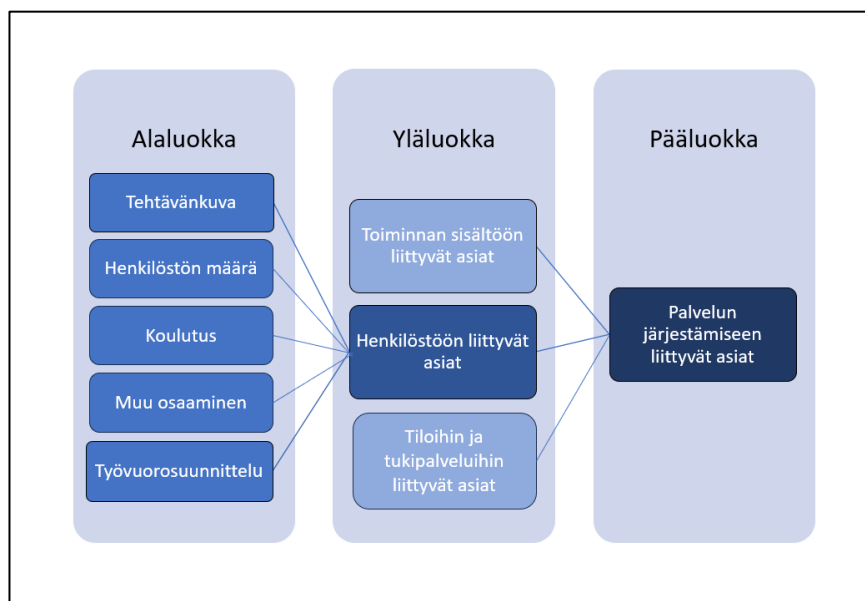 Alaluokka
Tehtävänkuva
Henkilöstön määrä
Koulutus
Muu osaaminen
Työvuorosuunnittelu
Yläluokka
Toiminnan sisältöön
liittyvät asiat
Henkilöstöön liittyvät
asiat
Tiloihin ja
tukipalveluihin
liittyvät asiat
Pääluokka
Palvelun
järjestämiseen
liittyvät asiat